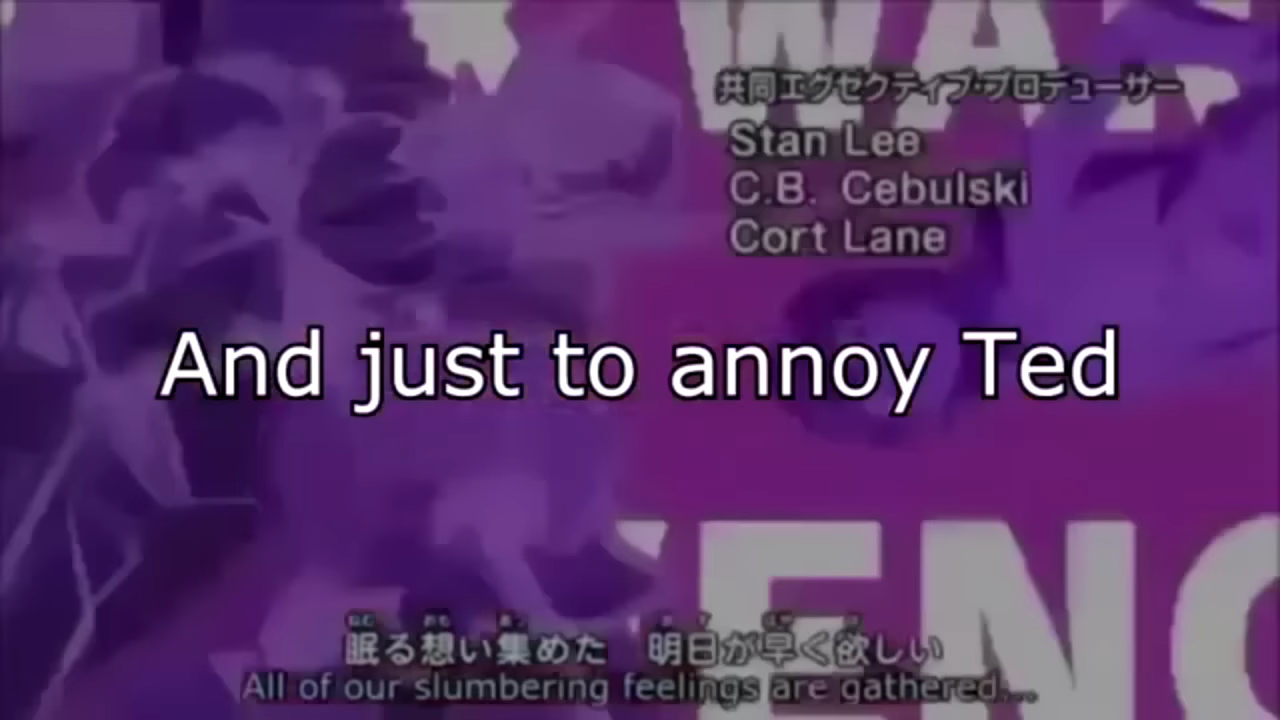 WAR
共同エグゼクティブ・プロデューサー
Stan Lee
C.B. Cebulski
Cort Lane
And just to annoy Ted
ENG
眠る想い集めた 明日が早く欲しい
All of our slumbering feelings are gathered...